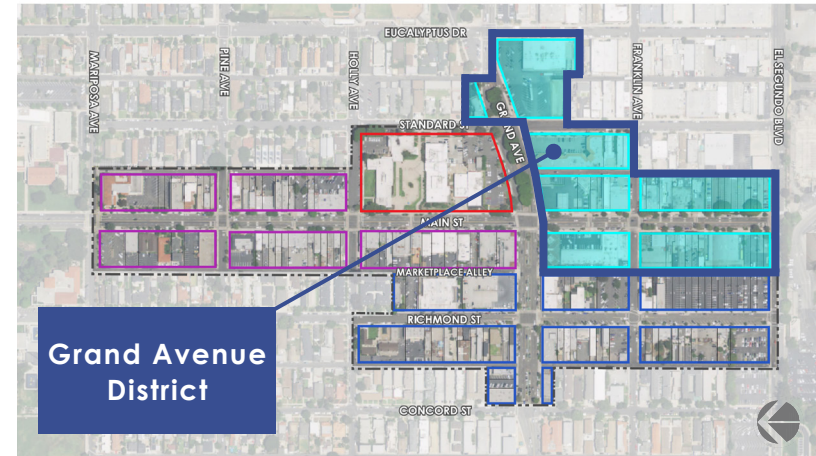 EUCALYPTUS DR
MARIPOSA AVE
PINE AVE
HOLLY AVE
FRANKLIN AVE
EL SEGUNDO BLVD
GRAND AVE
STANDARD ST
MAIN ST
MARKETPLACE ALLEY
RICHMOND ST
Grand Avenue
District
CONCORD ST